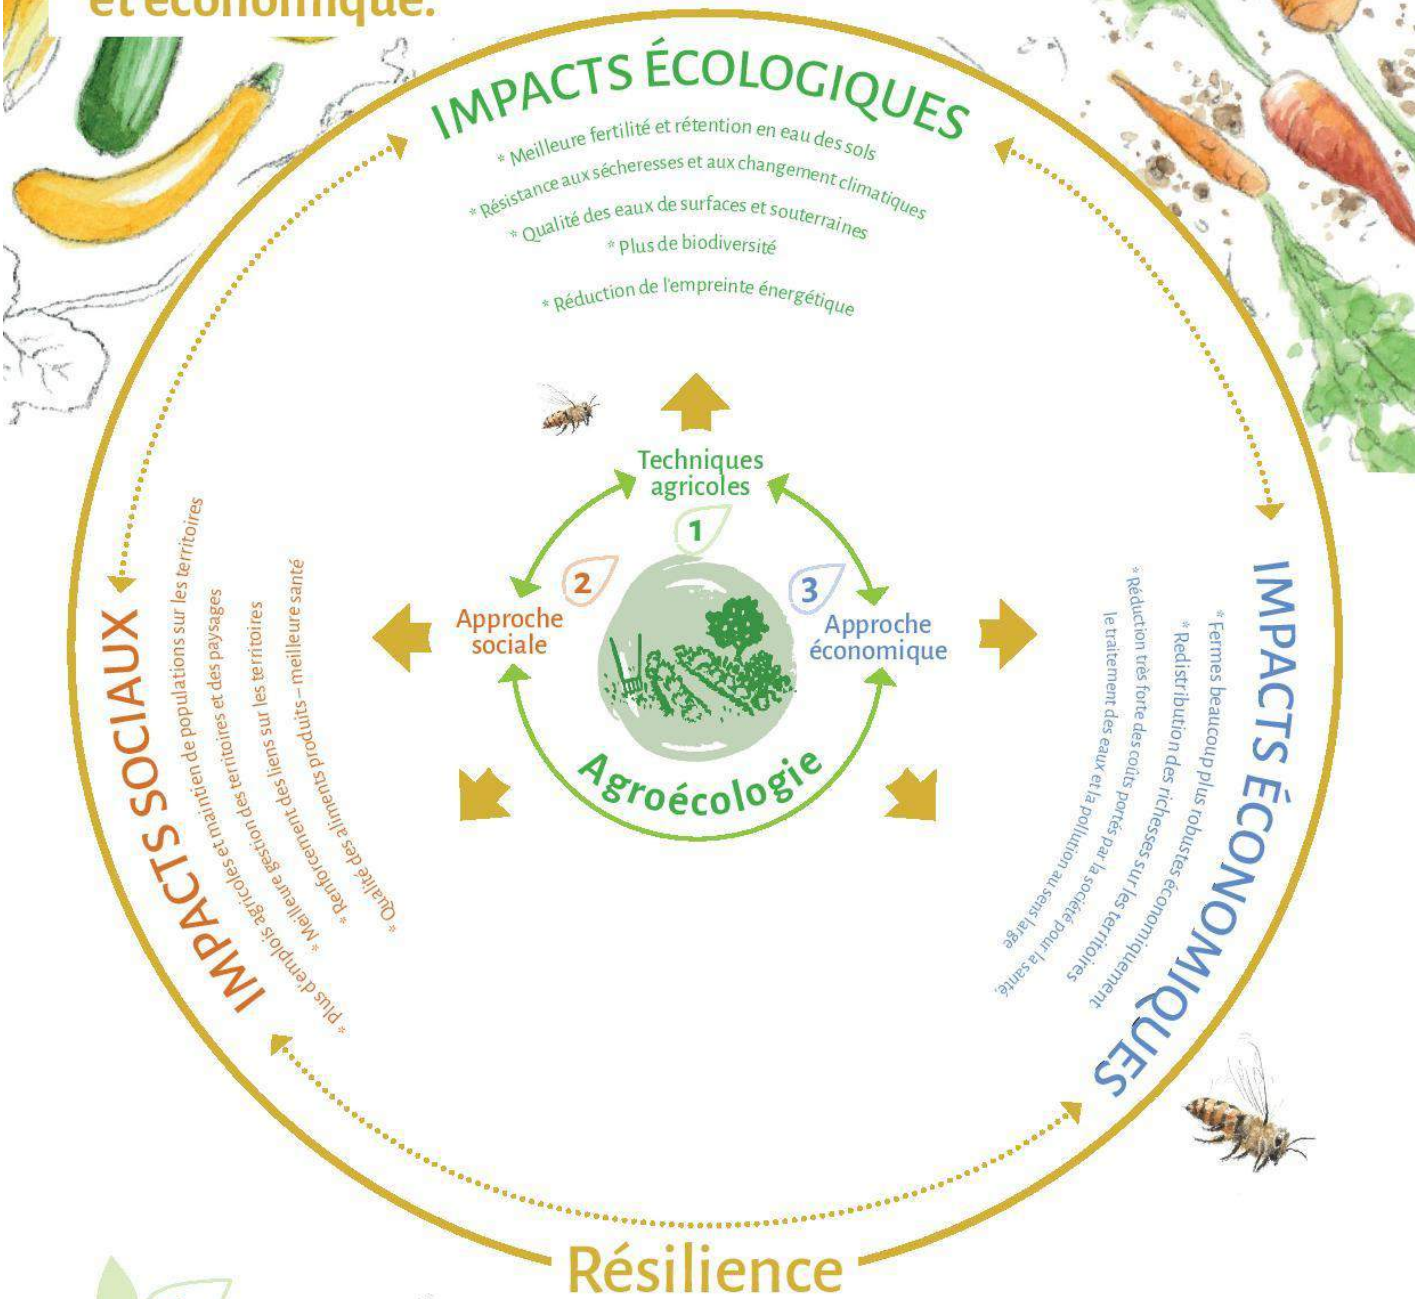 et économique.
IMPACTS ÉCOLOGIQUES
* Meilleure fertilité et rétention en eau des sols
* Résistance aux sécheresses et aux changement climatiques
* Qualité des eaux de surfaces et souterraines
* Plus de biodiversité
* Réduction de l'empreinte énergétique
Techniques
agricoles
1
2
Approche
sociale
3
Approche
économique
Agroécologie
IMPACTS SOCIAUX
* Plus d'emplois agricoles et maintien de populations sur les territoires
* Meilleure gestion des territoires et des paysages
* Renforcement des liens sur les territoires
* Qualité des aliments produits – meilleure santé
IMPACTS ÉCONOMIQUES
* Fermes beaucoup plus robustes économiquement
* Redistribution des richesses sur les territoires
* Réduction très forte des coûts portés par la société pour la santé,
le traitement des eaux et la pollution au sens large
Résilience